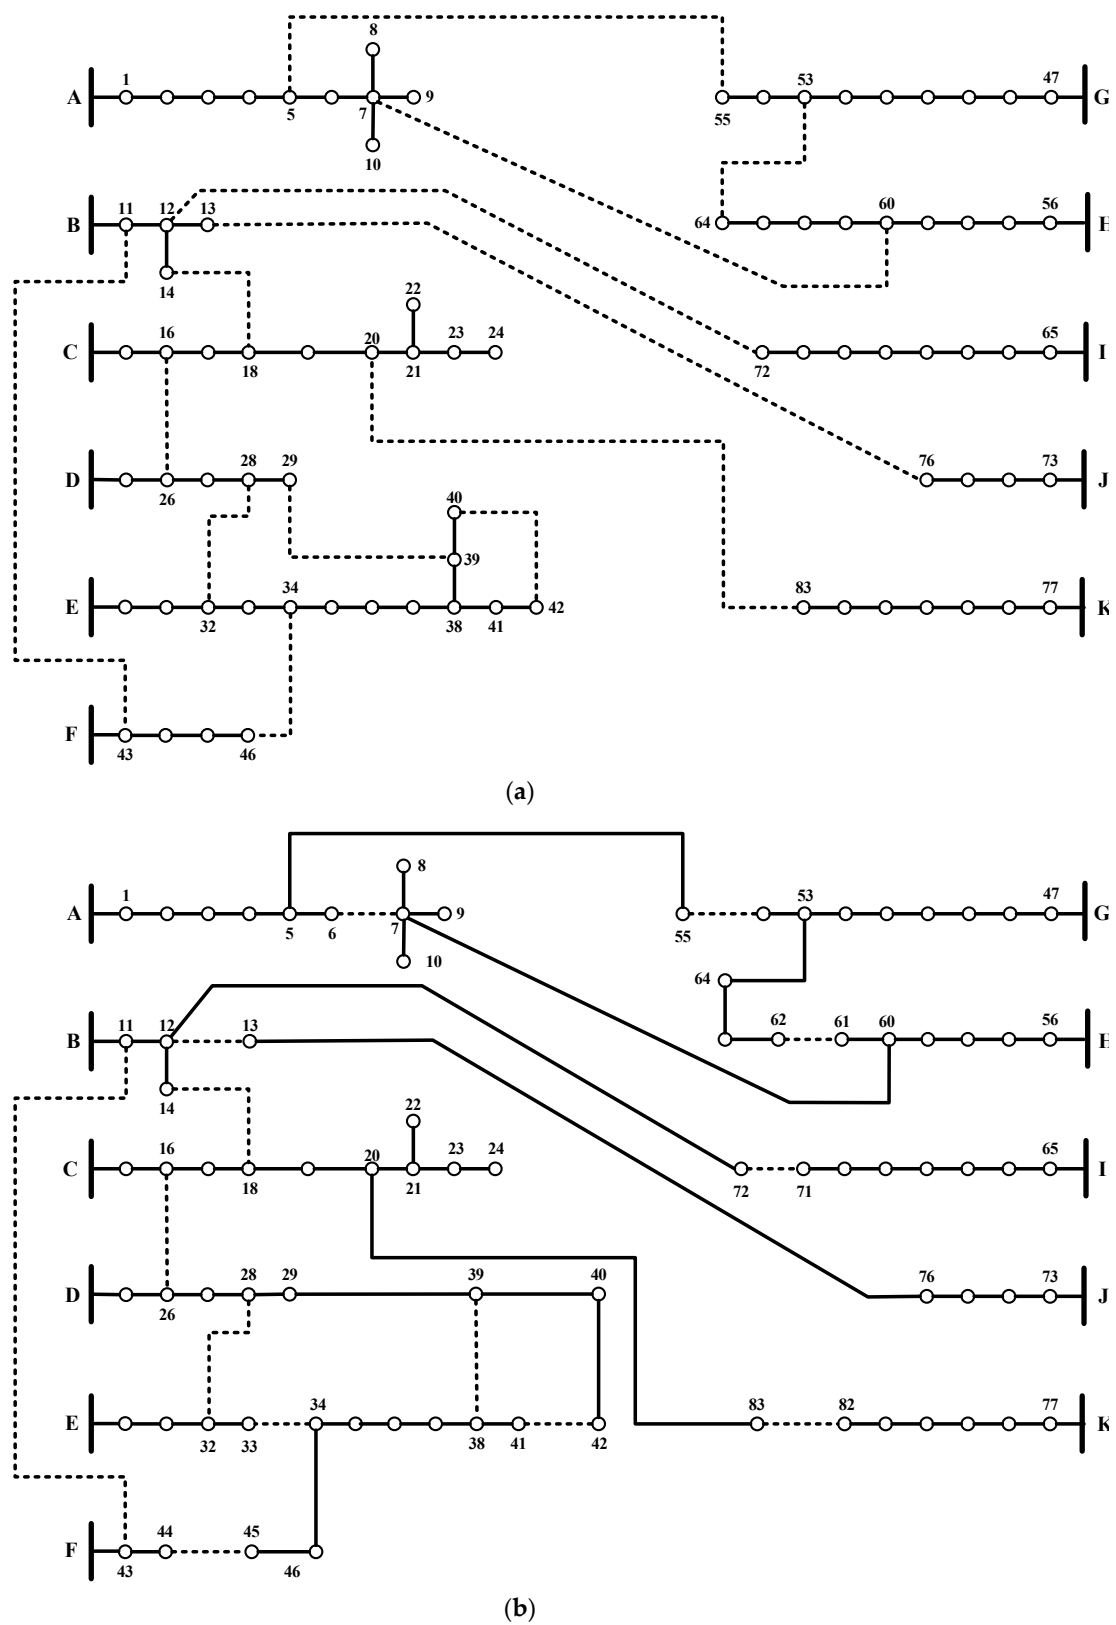 8
1 53 47
A 9 G
5 7 55
10
11 12 13 64 60 56
B H
14
22
16 20 23 24 65
C I
18 21 72
28 29 76 73
D J
26 40
39
34 83 77
E 42 K
32 38 41
F
43 46
(a)
8
1 53 47
A 9 G
5 6 7 55
10 64
11 12 13 62 61 60 56
B H
14
22
16 20 23 24 65
C I
18 21 72 71
28 29 39 40 76 73
D J
26
34 83 82 77
E K
32 33 38 41 42
44 45
F
43 46
(b)